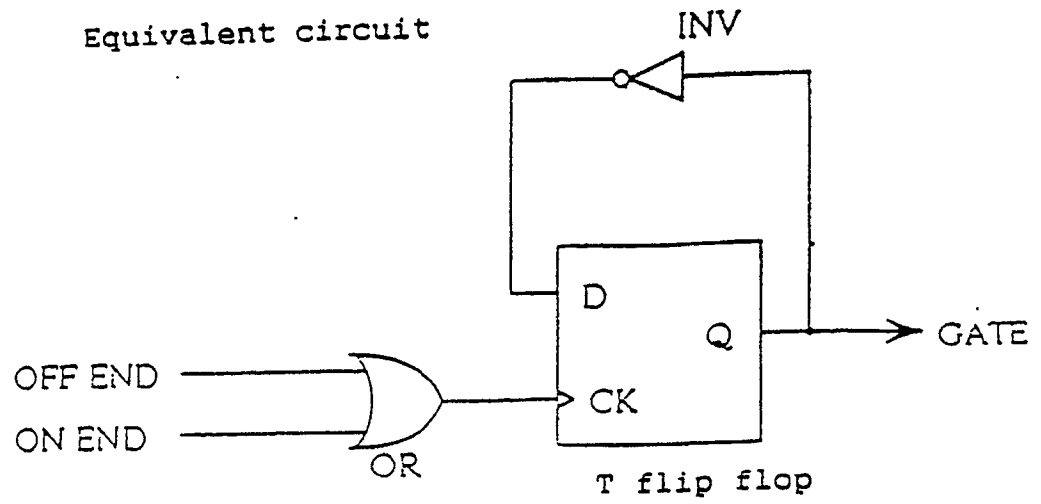 Equivalent circuit
INV
D
Q
GATE
OFF END
CK
ON END
OR
T flip flop